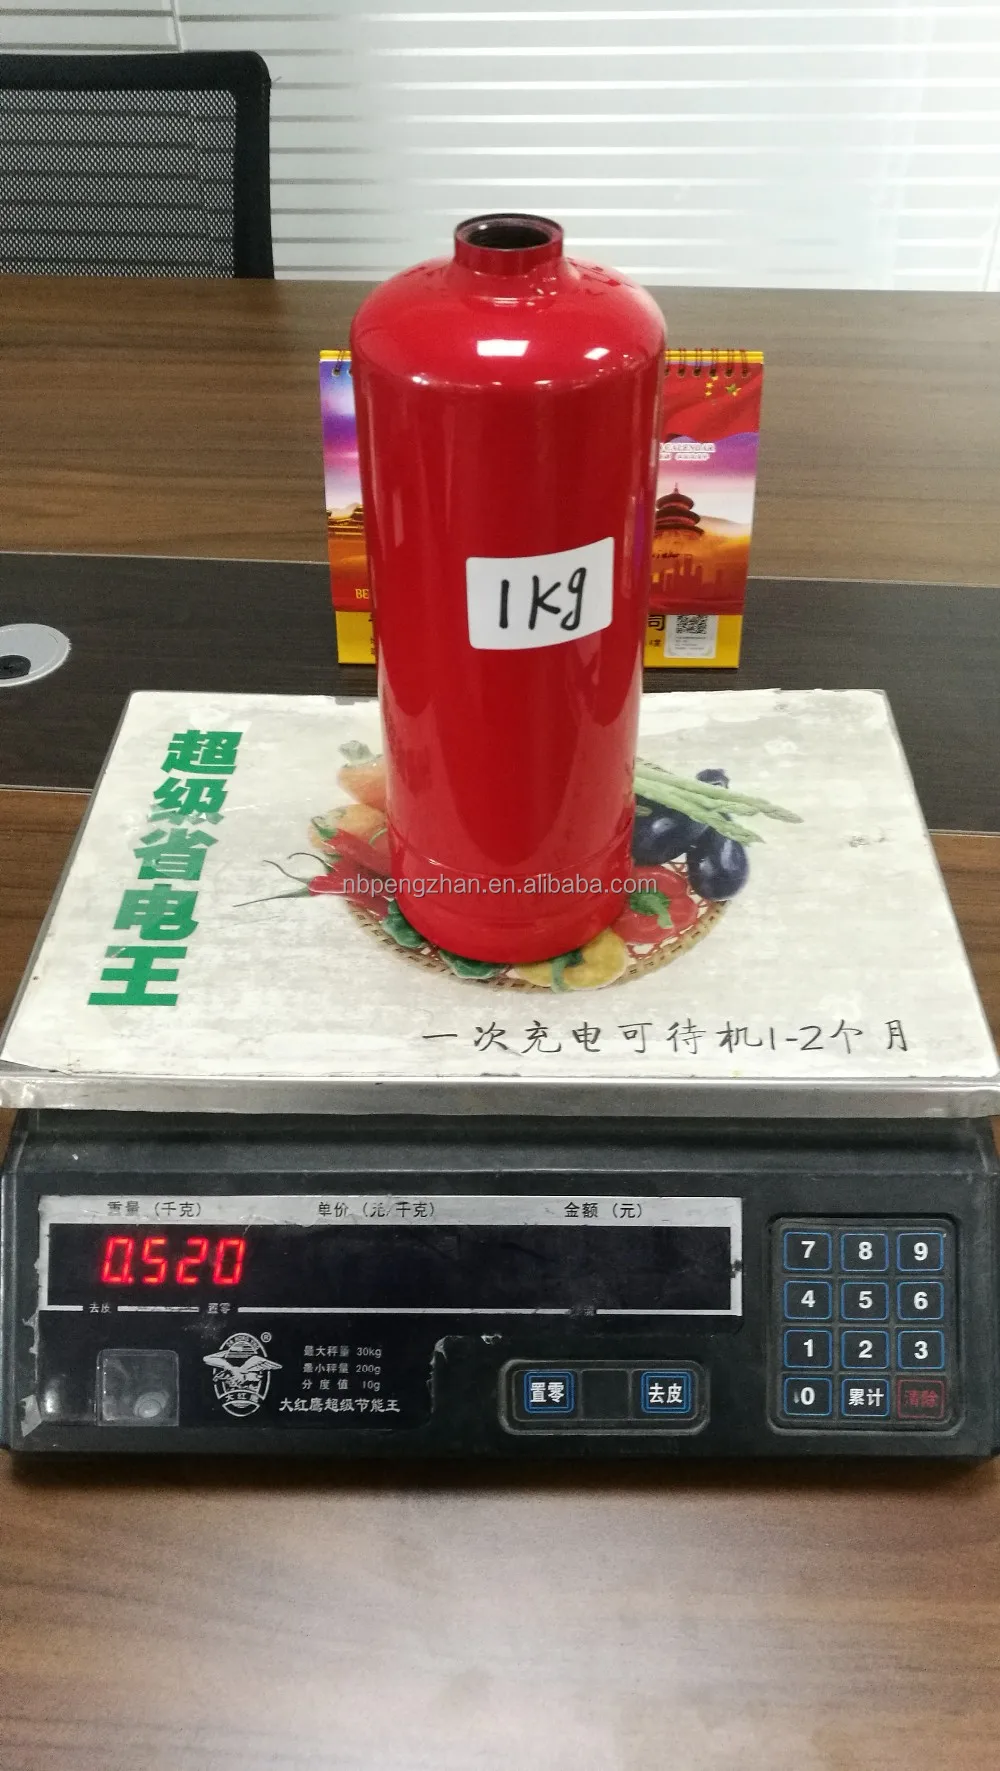 CALENDAR
BE
司
1kg
超级省电王
nbpengzhan.en.alibaba.com
一次充电可待机1-2个月
重量 (千克) 单价 (元/千克) 金额 (元)
0.520
去皮 置零
最大秤量 30kg
最小秤量 200g
分度值 10g
大红鹰超级节能王
®
置零 去皮
7 8 9
4 5 6
1 2 3
0 累计 清除